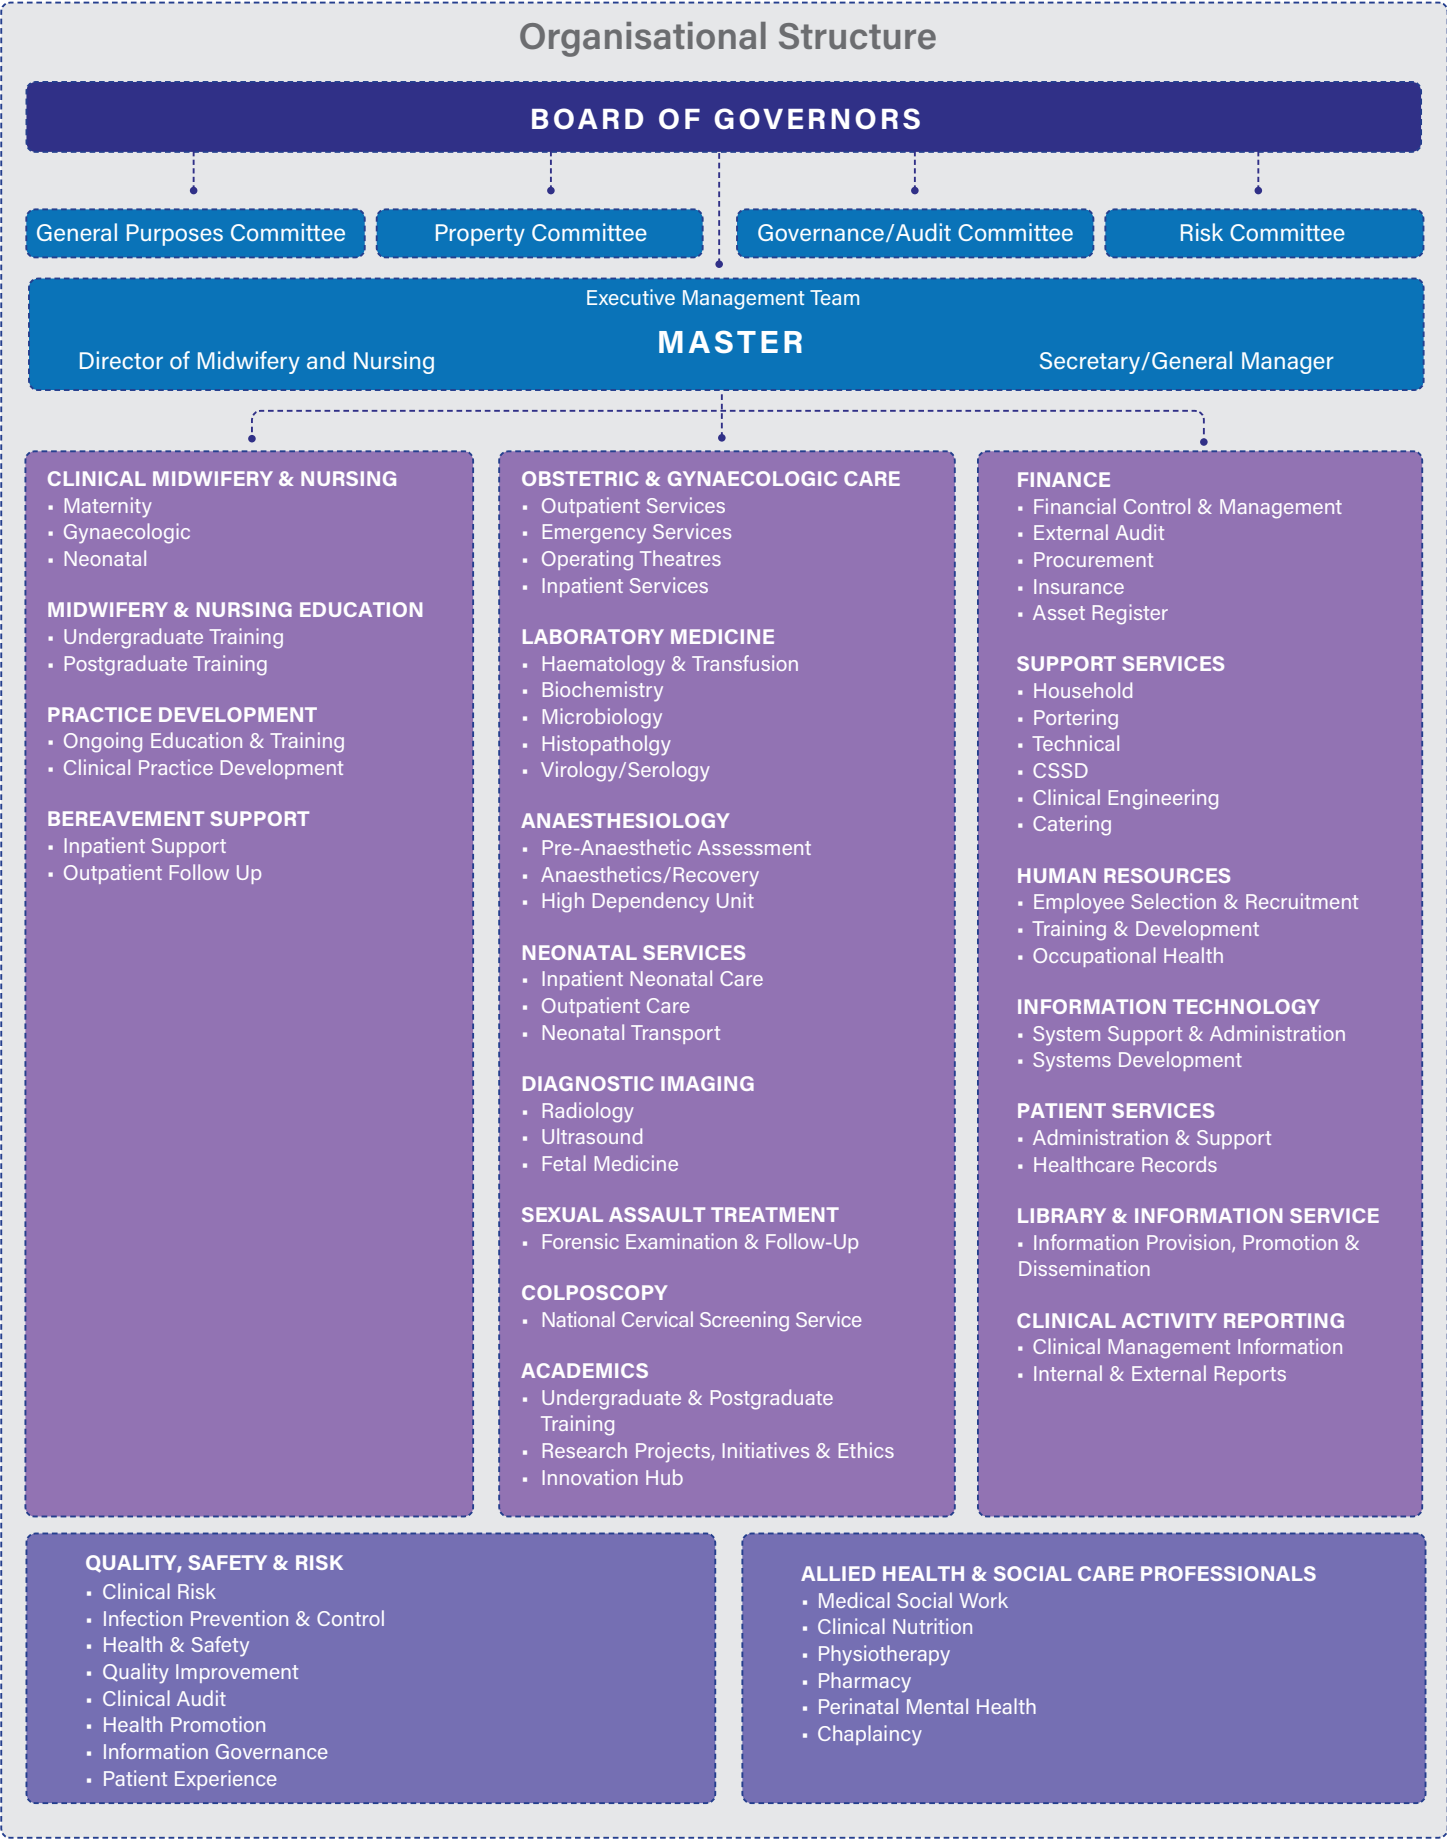 Organisational Structure
BOARD OF GOVERNORS
General Purposes Committee
Property Committee
Governance/Audit Committee
Risk Committee
Executive Management Team
MASTER
Director of Midwifery and Nursing
Secretary/General Manager
CLINICAL MIDWIFERY & NURSING
▪ Maternity
▪ Gynaecologic
▪ Neonatal
MIDWIFERY & NURSING EDUCATION
▪ Undergraduate Training
▪ Postgraduate Training
PRACTICE DEVELOPMENT
▪ Ongoing Education & Training
▪ Clinical Practice Development
BEREAVEMENT SUPPORT
▪ Inpatient Support
▪ Outpatient Follow Up
OBSTETRIC & GYNAECOLOGIC CARE
▪ Outpatient Services
▪ Emergency Services
▪ Operating Theatres
▪ Inpatient Services
LABORATORY MEDICINE
▪ Haematology & Transfusion
▪ Biochemistry
▪ Microbiology
▪ Histopatholgy
▪ Virology/Serology
ANAESTHESIOLOGY
▪ Pre-Anaesthetic Assessment
▪ Anaesthetics/Recovery
▪ High Dependency Unit
NEONATAL SERVICES
▪ Inpatient Neonatal Care
▪ Outpatient Care
▪ Neonatal Transport
DIAGNOSTIC IMAGING
▪ Radiology
▪ Ultrasound
▪ Fetal Medicine
SEXUAL ASSAULT TREATMENT
▪ Forensic Examination & Follow-Up
COLPOSCOPY
▪ National Cervical Screening Service
ACADEMICS
▪ Undergraduate & Postgraduate
Training
▪ Research Projects, Initiatives & Ethics
▪ Innovation Hub
FINANCE
▪ Financial Control & Management
▪ External Audit
▪ Procurement
▪ Insurance
▪ Asset Register
SUPPORT SERVICES
▪ Household
▪ Portering
▪ Technical
▪ CSSD
▪ Clinical Engineering
▪ Catering
HUMAN RESOURCES
▪ Employee Selection & Recruitment
▪ Training & Development
▪ Occupational Health
INFORMATION TECHNOLOGY
▪ System Support & Administration
▪ Systems Development
PATIENT SERVICES
▪ Administration & Support
▪ Healthcare Records
LIBRARY & INFORMATION SERVICE
▪ Information Provision, Promotion &
Dissemination
CLINICAL ACTIVITY REPORTING
▪ Clinical Management Information
▪ Internal & External Reports
QUALITY, SAFETY & RISK
▪ Clinical Risk
▪ Infection Prevention & Control
▪ Health & Safety
▪ Quality Improvement
▪ Clinical Audit
▪ Health Promotion
▪ Information Governance
▪ Patient Experience
ALLIED HEALTH & SOCIAL CARE PROFESSIONALS
▪ Medical Social Work
▪ Clinical Nutrition
▪ Physiotherapy
▪ Pharmacy
▪ Perinatal Mental Health
▪ Chaplaincy